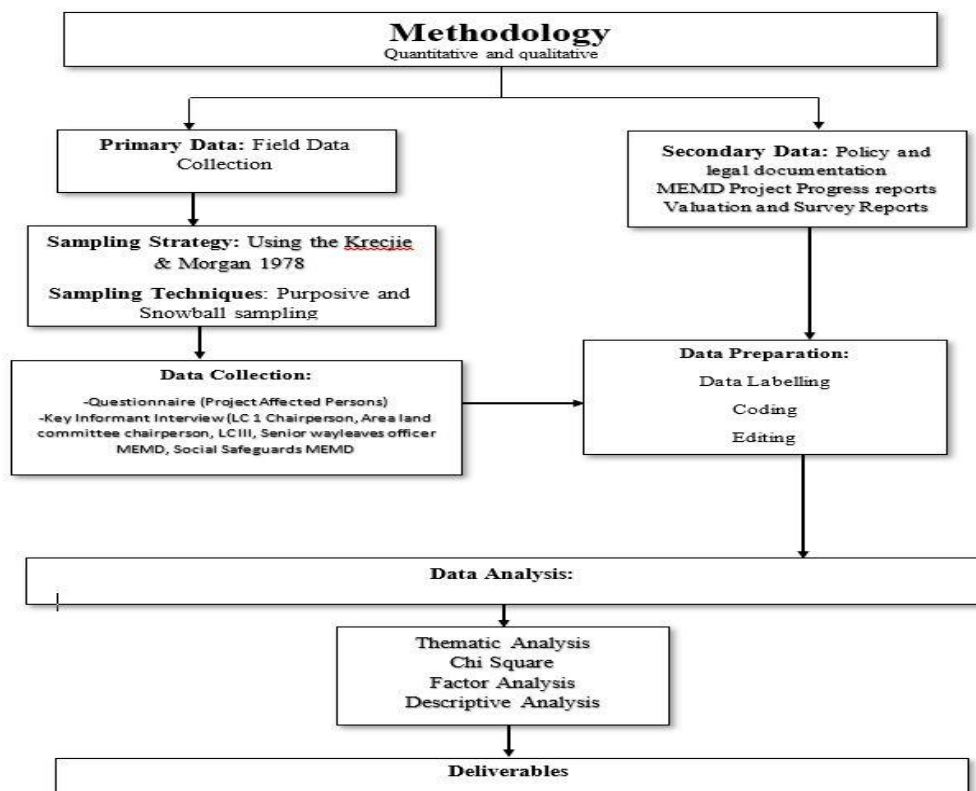 Methodology
Quantitative and qualitative
Primary Data: Field Data
Collection
Secondary Data: Policy and
legal documentation
MEMD Project Progress reports
Valuation and Survey Reports
Sampling Strategy: Using the Krecjie
& Morgan 1978
Sampling Techniques: Purposive and
Snowball sampling
Data Collection:
-Questionnaire (Project Affected Persons)
-Key Informant Interview (LC 1 Chairperson, Area land
committee chairperson, LCIII, Senior wayleaves officer
MEMD, Social Safeguards MEMD
Data Preparation:
Data Labelling
Coding
Editing
Data Analysis:
Thematic Analysis
Chi Square
Factor Analysis
Descriptive Analysis
Deliverables